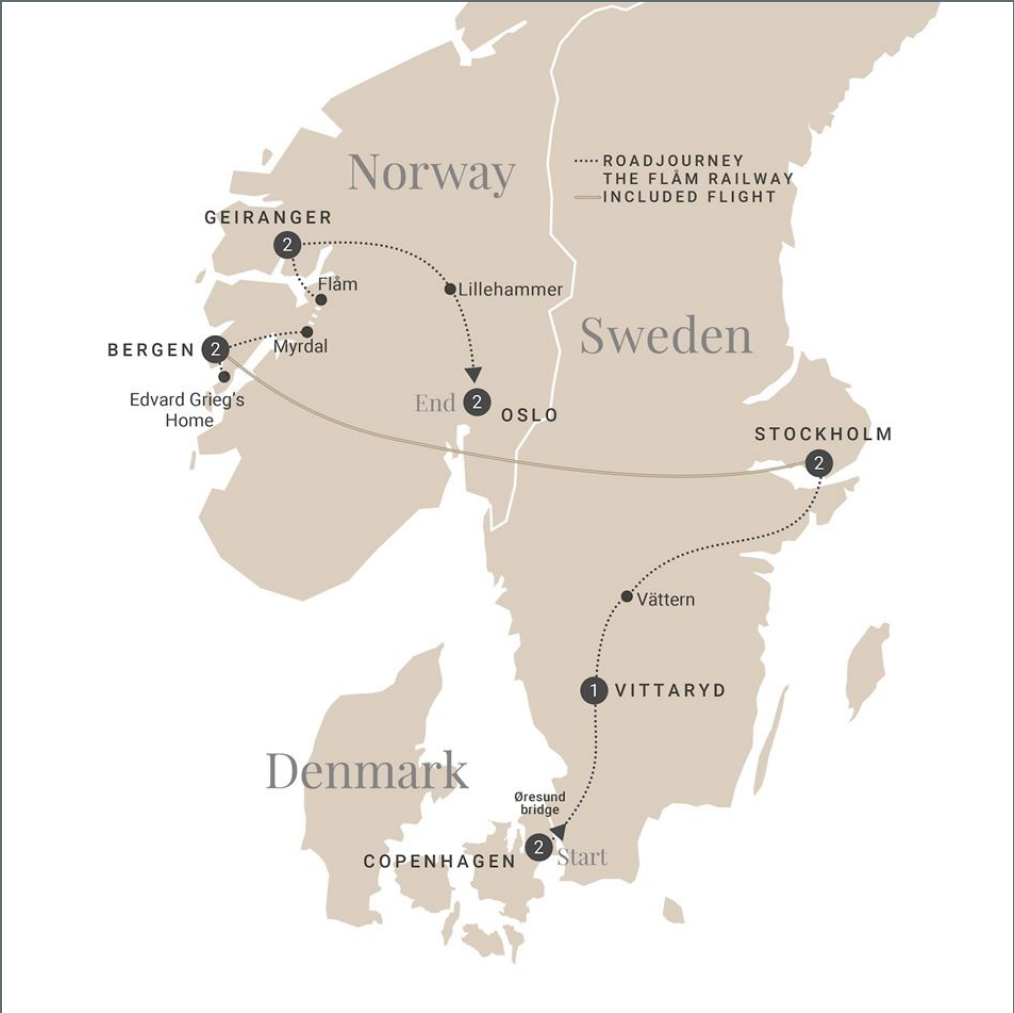 Norway
ROADJOURNEY
THE FLÅM RAILWAY
INCLUDED FLIGHT
GEIRANGER
2
Flåm
Lillehammer
Sweden
Myrdal
BERGEN 2
Edvard Grieg's
Home
End 2 OSLO
STOCKHOLM
2
Vättern
1 VITTARYD
Denmark
Øresund
bridge
COPENHAGEN 2 Start